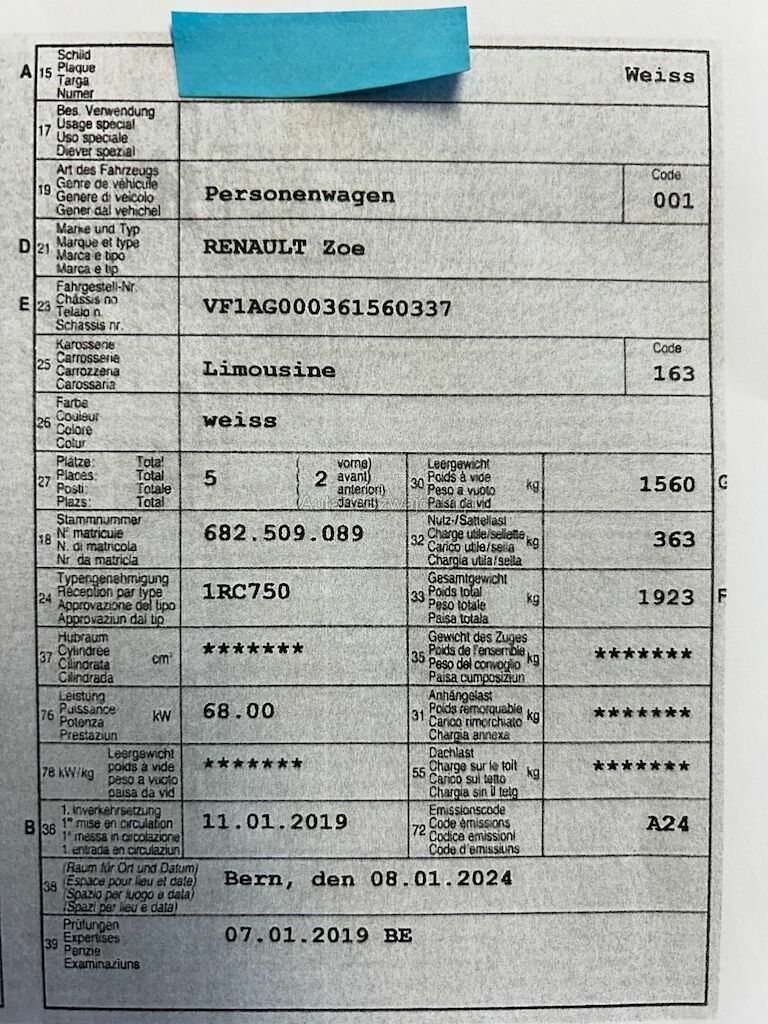 A 15 Schild
Plaque
Targa
Numer
Weiss
17 Bes. Verwendung
Usage special
Uso speciale
Diever spezial
19 Art des Fahrzeugs
Genre de véhicule
Genere di veicolo
Gener dal vehichel
Personenwagen
Code
001
D 21 Marke und Typ
Marque et type
Marca e tipo
Marca e tip
RENAULT Zoe
E 23 Fahrgestell-Nr.
Châssis no
Telaio n.
Schassis nr.
VF1AG000361560337
25 Karosserie
Carrosserie
Carrozzeria
Carossaria
Limousine
Code
163
26 Farbe
Couleur
Colore
Colur
weiss
27 Plätze: Total
Places: Total
Posti: Totale
Plazs: Total
5
(2 vorne)
avant)
anteriori)
davant)
30 Leergewicht
Poids à vide
Peso a vuoto
Paisa da vid
kg
1560 G
18 Stammnummer
N° matricule
N. di matricola
Nr. da matricla
682.509.089
32 Nutz-/Sattellast
Charge utile/sellette
Carico utile/sella
Chargia utila/sella
kg
363
24 Typengenehmigung
Réception par type
Approvazione del tipo
Approvaziun dal tip
1RC750
33 Gesamtgewicht
Poids total
Peso totale
Paisa totala
kg
1923 F
37 Hubraum
Cylindrée
Cilindrata
Cilindrada
cm³
*******
35 Gewicht des Zuges
Poids de l'ensemble
Peso del convoglio
Paisa cumposiziun
kg
*******
76 Leistung
Puissance
Potenza
Prestaziun
kW
68.00
31 Anhängelast
Poids remorquable
Carico rimorchiato
Chargia annexa
kg
*******
78 kW/kg Leergewicht
poids à vide
peso a vuoto
paisa da vid
*******
55 Dachlast
Charge sur le toit
Carico sul tetto
Chargia sin il tetg
kg
*******
B 36 1. Inverkehrsetzung
1re mise en circulation
1a messa in circolazione
1. entrada en circulaziun
11.01.2019
72 Emissionscode
Code émissions
Codice emissioni
Code d'emissiuns
A24
38 (Raum für Ort und Datum)
(Espace pour lieu et date)
(Spazio per luogo e data)
(Spazi per lieu e data)
Bern, den 08.01.2024
39 Prüfungen
Expertises
Perizie
Examinaziuns
07.01.2019 BE